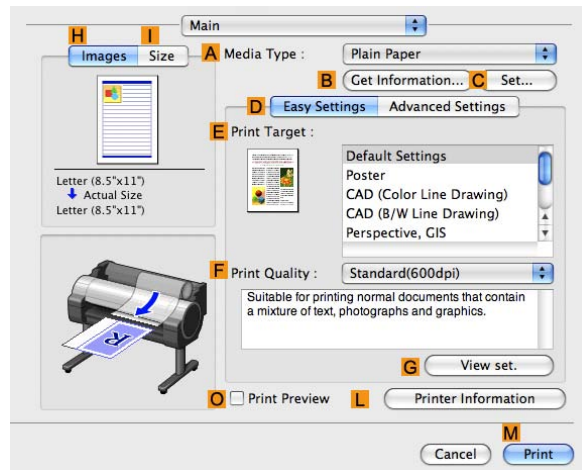 Main
H I
Images Size
A Media Type : Plain Paper
B Get Information... C Set...
D Easy Settings Advanced Settings
E Print Target :
Default Settings
Poster
CAD (Color Line Drawing)
CAD (B/W Line Drawing)
Perspective, GIS
Letter (8.5"x11")
Actual Size
Letter (8.5"x11")
F Print Quality : Standard(600dpi)
Suitable for printing normal documents that contain
a mixture of text, photographs and graphics.
G View set.
O Print Preview L Printer Information
M
Cancel Print